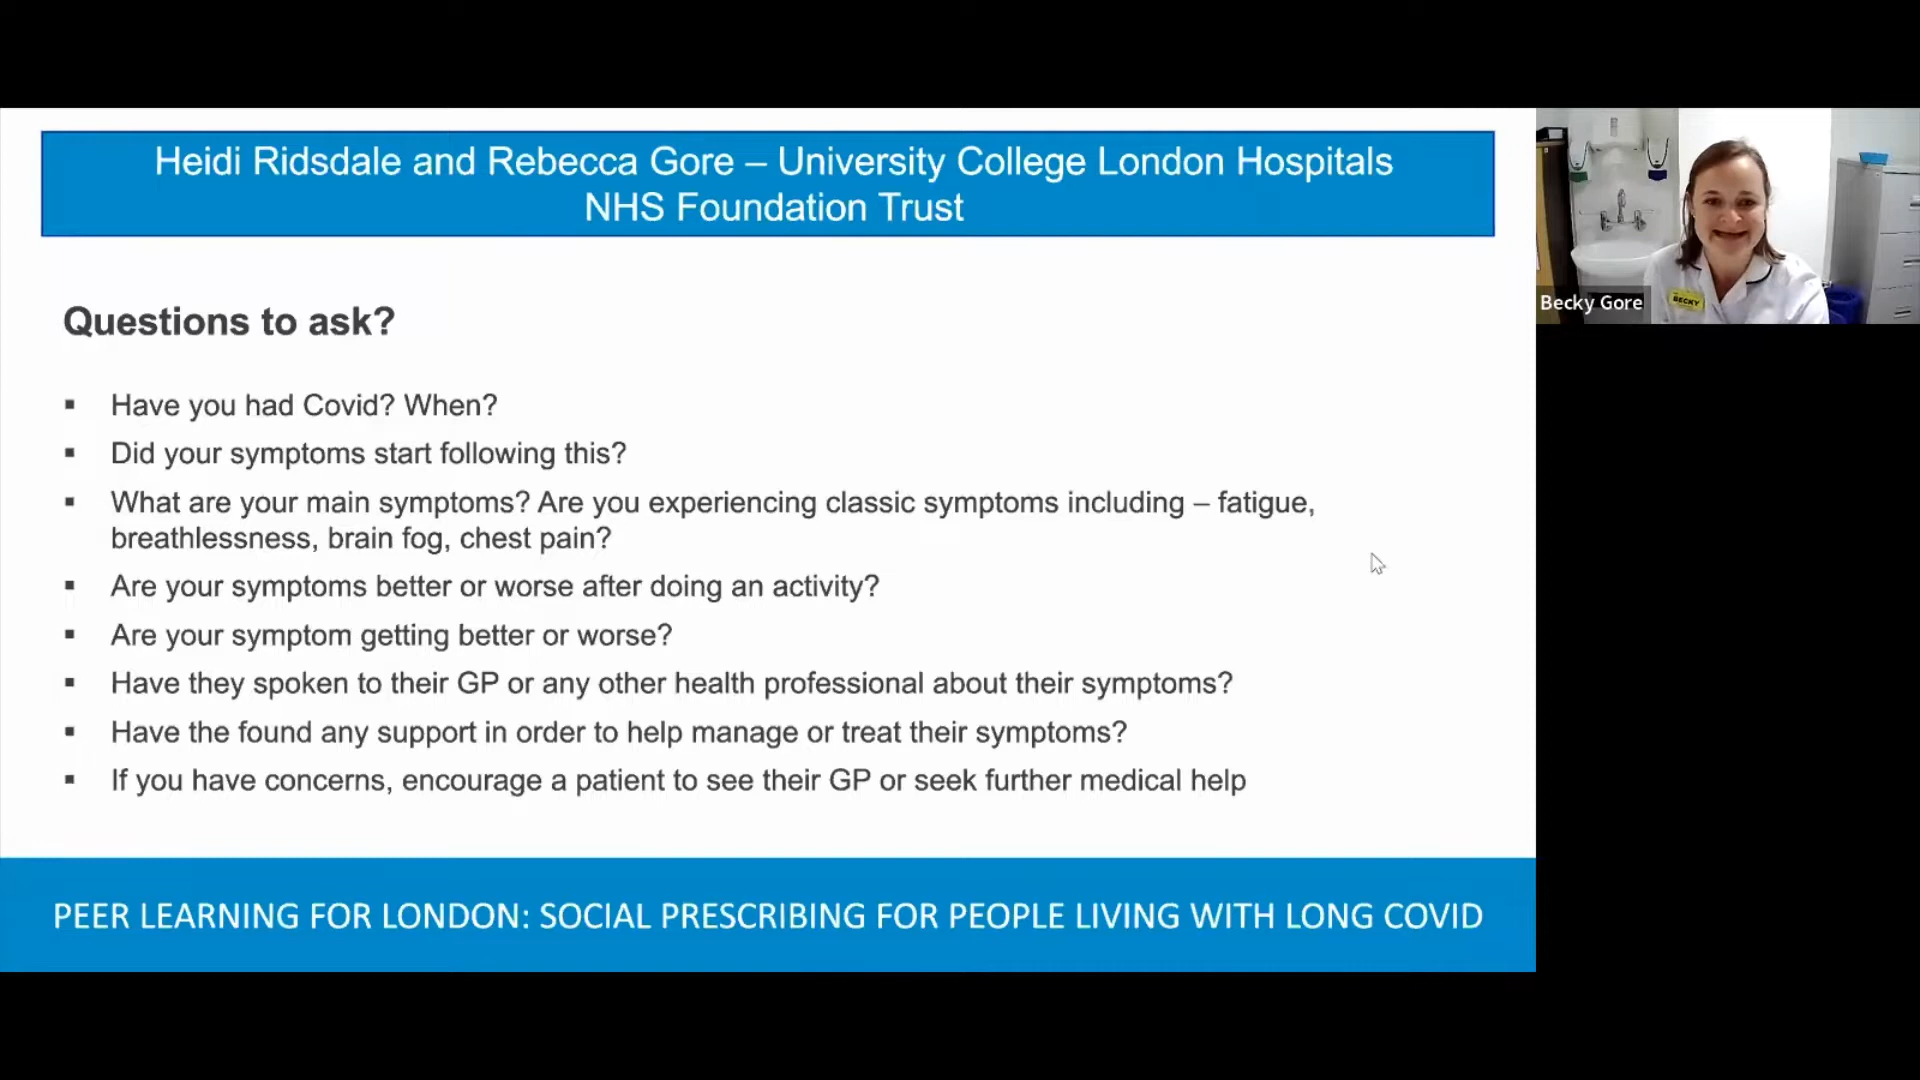 Heidi Ridsdale and Rebecca Gore – University College London Hospitals
NHS Foundation Trust
Questions to ask?
▪ Have you had Covid? When?
▪ Did your symptoms start following this?
▪ What are your main symptoms? Are you experiencing classic symptoms including – fatigue,
breathlessness, brain fog, chest pain?
▪ Are your symptoms better or worse after doing an activity?
▪ Are your symptom getting better or worse?
▪ Have they spoken to their GP or any other health professional about their symptoms?
▪ Have the found any support in order to help manage or treat their symptoms?
▪ If you have concerns, encourage a patient to see their GP or seek further medical help
PEER LEARNING FOR LONDON: SOCIAL PRESCRIBING FOR PEOPLE LIVING WITH LONG COVID
BECKY
Becky Gore